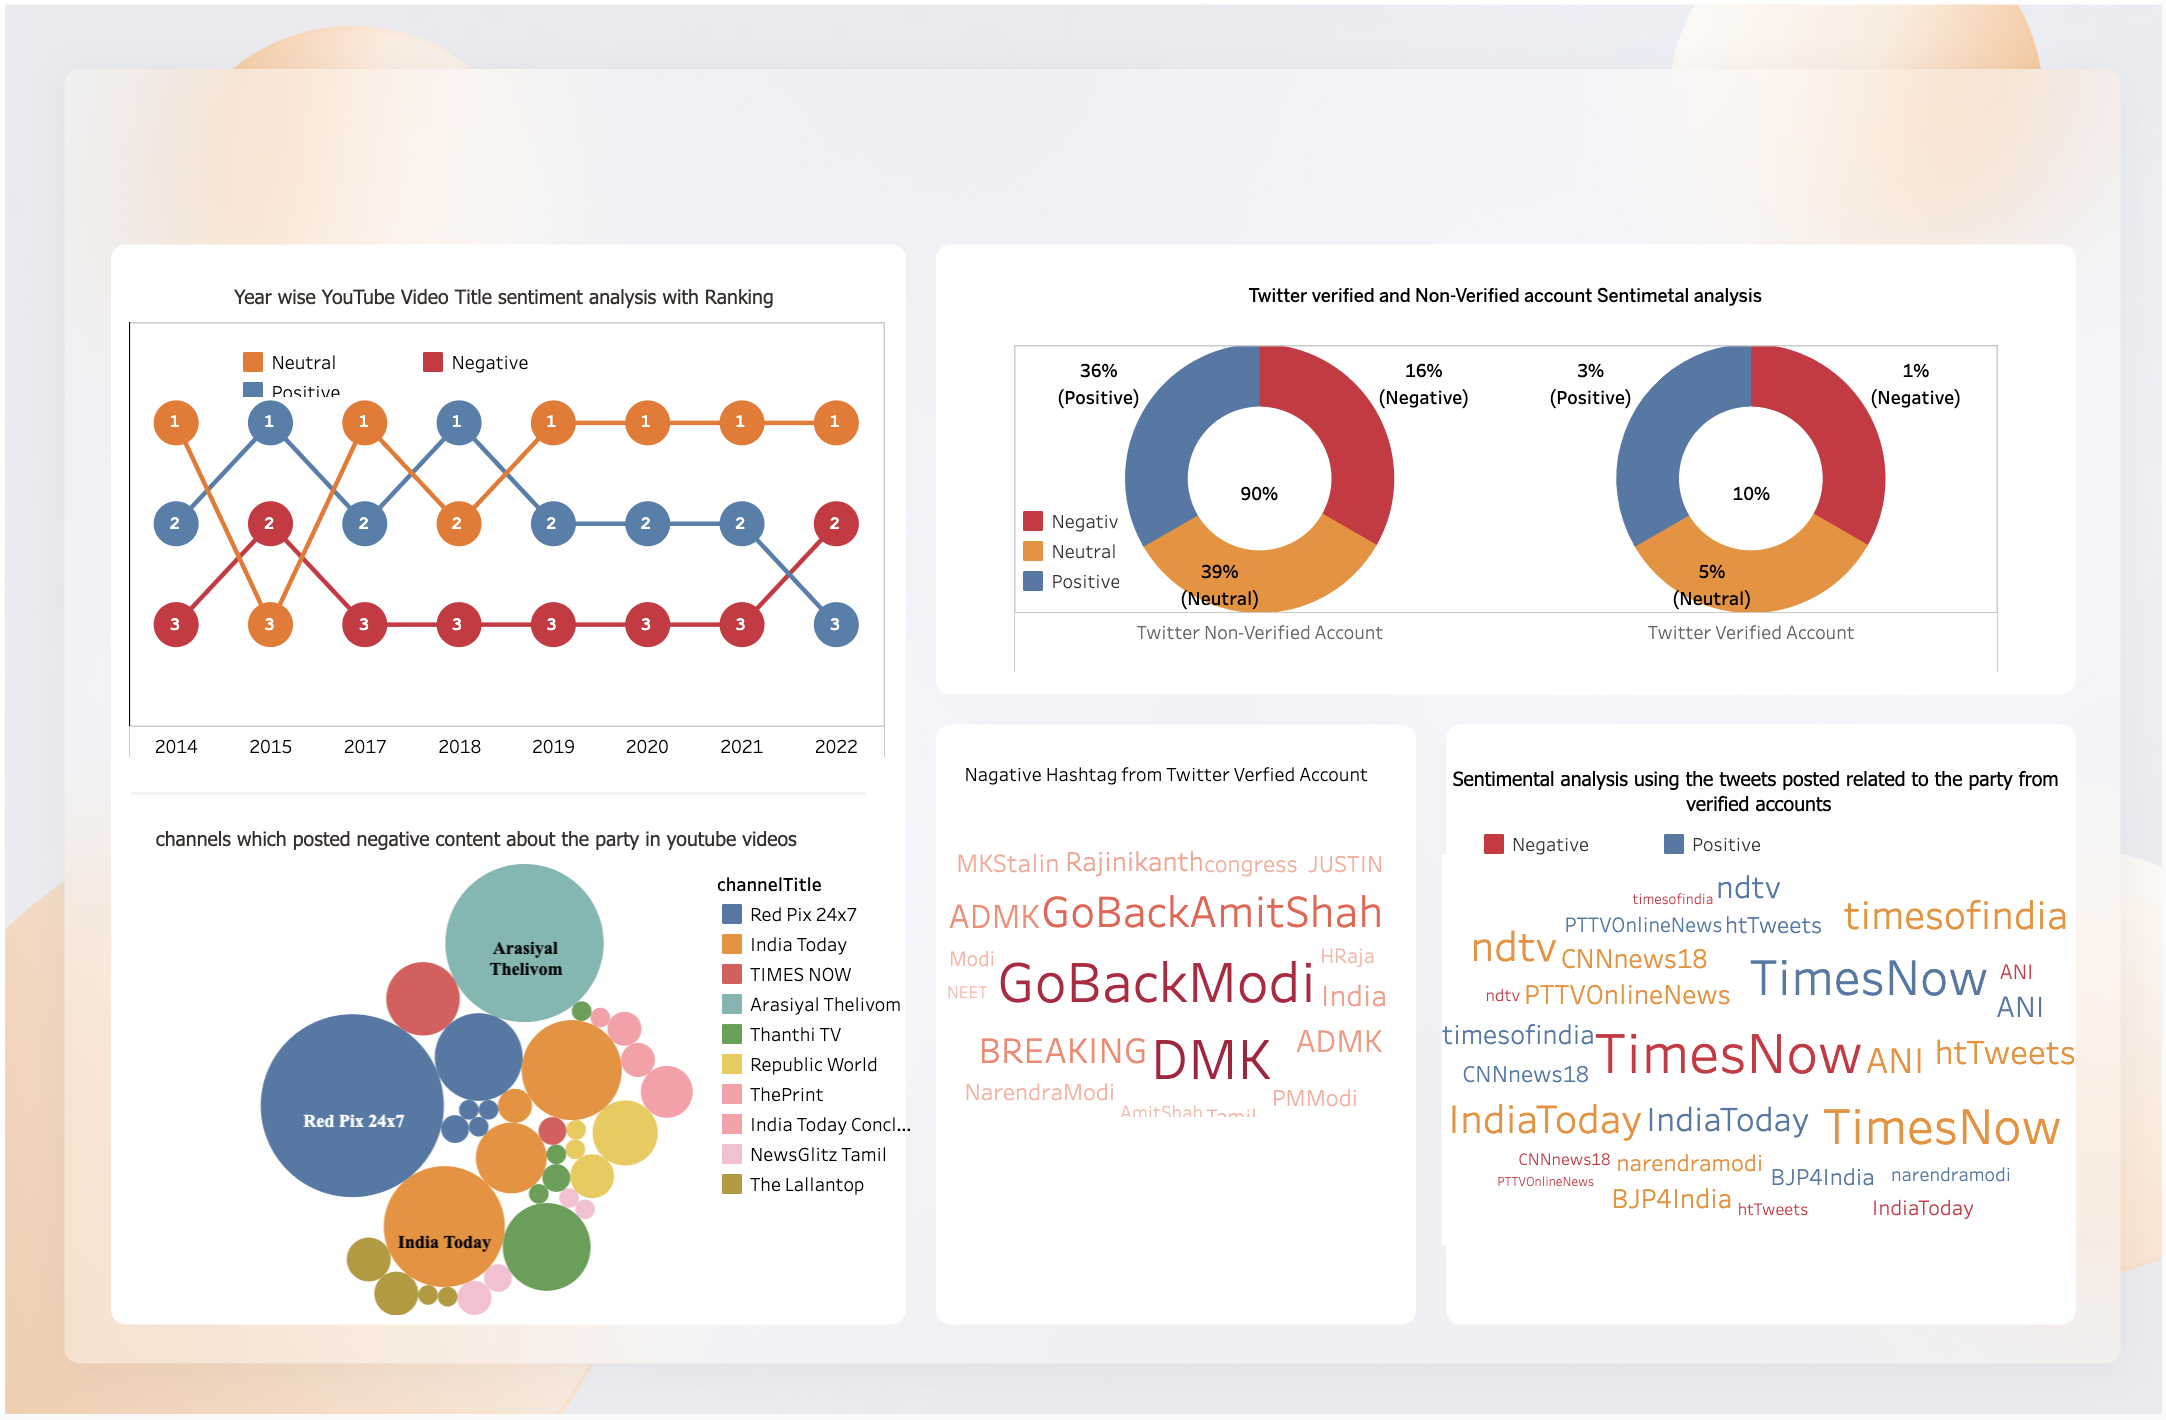 Year wise YouTube Video Title sentiment analysis with Ranking
Neutral
Negative
Positive
1 1 1 1 1 1 1 1
2 2 2 2 2 2 2 2
3 3 3 3 3 3 3 3
2014 2015 2017 2018 2019 2020 2021 2022
channels which posted negative content about the party in youtube videos
Arasiyal
Thelivom
Red Pix 24x7
India Today
channelTitle
Red Pix 24x7
India Today
TIMES NOW
Arasiyal Thelivom
Thanthi TV
Republic World
ThePrint
India Today Concl...
NewsGlitz Tamil
The Lallantop
Twitter verified and Non-Verified account Sentimetal analysis
36%
(Positive)
16%
(Negative)
90%
39%
(Neutral)
Negativ
Neutral
Positive
Twitter Non-Verified Account
3%
(Positive)
1%
(Negative)
10%
5%
(Neutral)
Twitter Verified Account
Nagative Hashtag from Twitter Verfied Account
MKStalin Rajinikanth congress JUSTIN
ADMK GoBackAmitShah
Modi HRaja
NEET GoBackModi India
BREAKING DMK ADMK
NarendraModi PMModi
AmitShah Tamil
Sentimental analysis using the tweets posted related to the party from
verified accounts
Negative
Positive
timesofindia ndtv
PTTVOnlineNews htTweets timesofindia
ndtv CNNnews18
TimesNow ANI
ndtv PTTVOnlineNews ANI
timesofindia TimesNow ANI htTweets
CNNnews18
IndiaToday IndiaToday TimesNow
CNNnews18 narendramodi BJP4India narendramodi
PTTVOnlineNews BJP4India htTweets IndiaToday